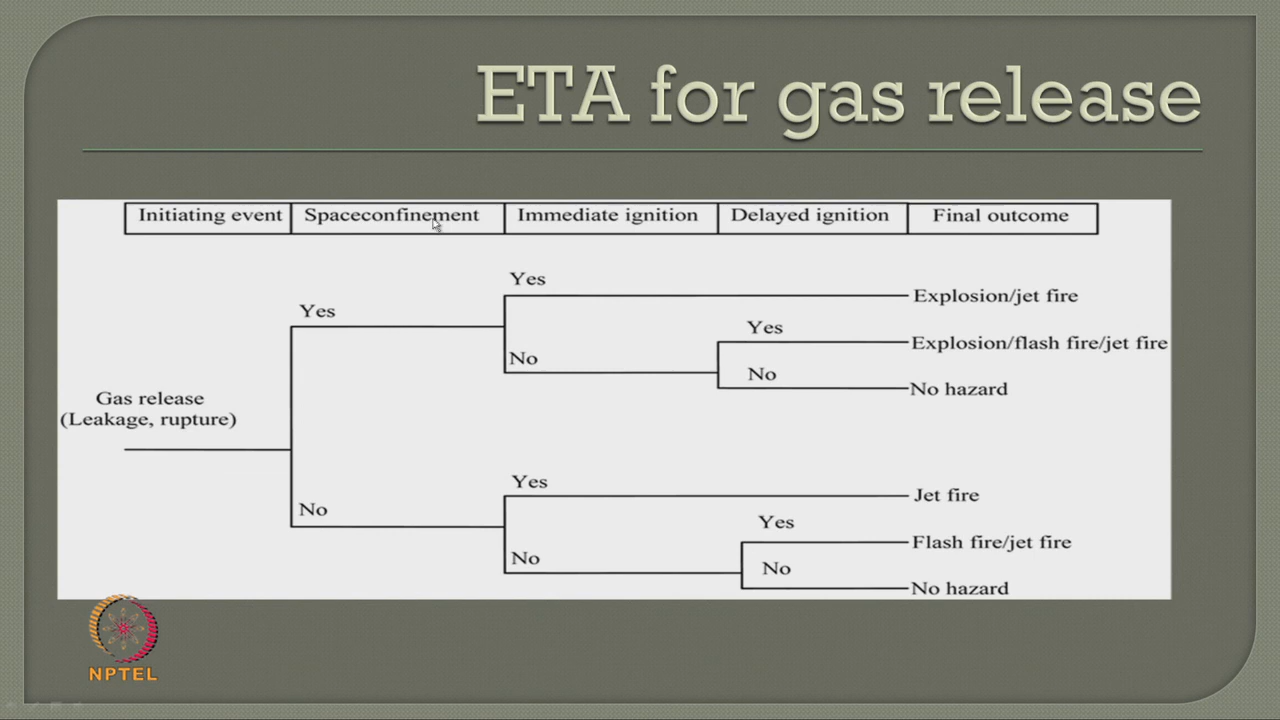 ETA for gas release
Initiating event
Spaceconfinement
Immediate ignition
Delayed ignition
Final outcome
Yes
Explosion/jet fire
Yes
Yes
Explosion/flash fire/jet fire
No
No
No hazard
Gas release
(Leakage, rupture)
Yes
Jet fire
No
Yes
Flash fire/jet fire
No
No
No hazard
NPTEL